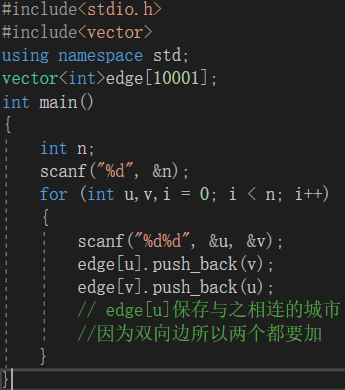 #include<stdio.h>
#include<vector>
using namespace std;
vector<int>edge[10001];
int main()
{
    int n;
    scanf("%d", &n);
    for (int u,v,i = 0; i < n; i++)
    {
        scanf("%d%d", &u, &v);
        edge[u].push_back(v);
        edge[v].push_back(u);
        // edge[u]保存与之相连的城市
        //因为双向边所以两个都要加
    }
}